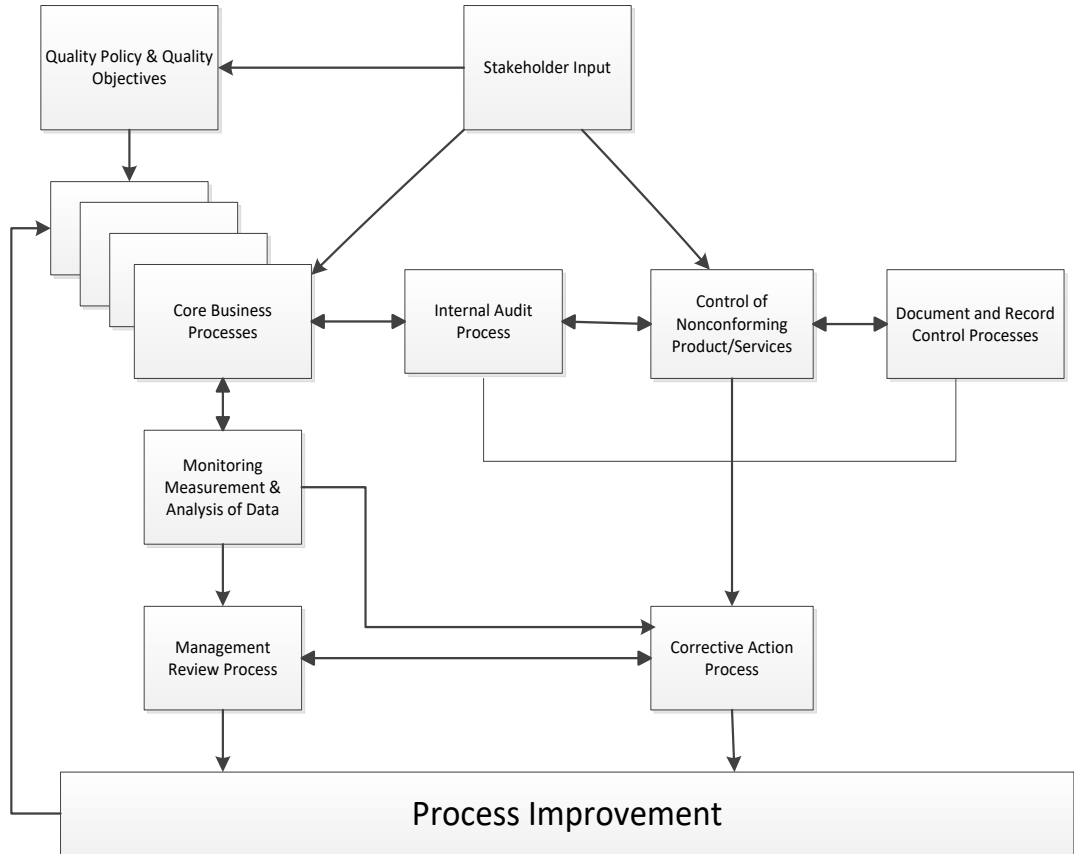 Quality Policy & Quality
Objectives
Stakeholder Input
Core Business
Processes
Internal Audit
Process
Control of
Nonconforming
Product/Services
Document and Record
Control Processes
Monitoring
Measurement &
Analysis of Data
Management
Review Process
Corrective Action
Process
Process Improvement